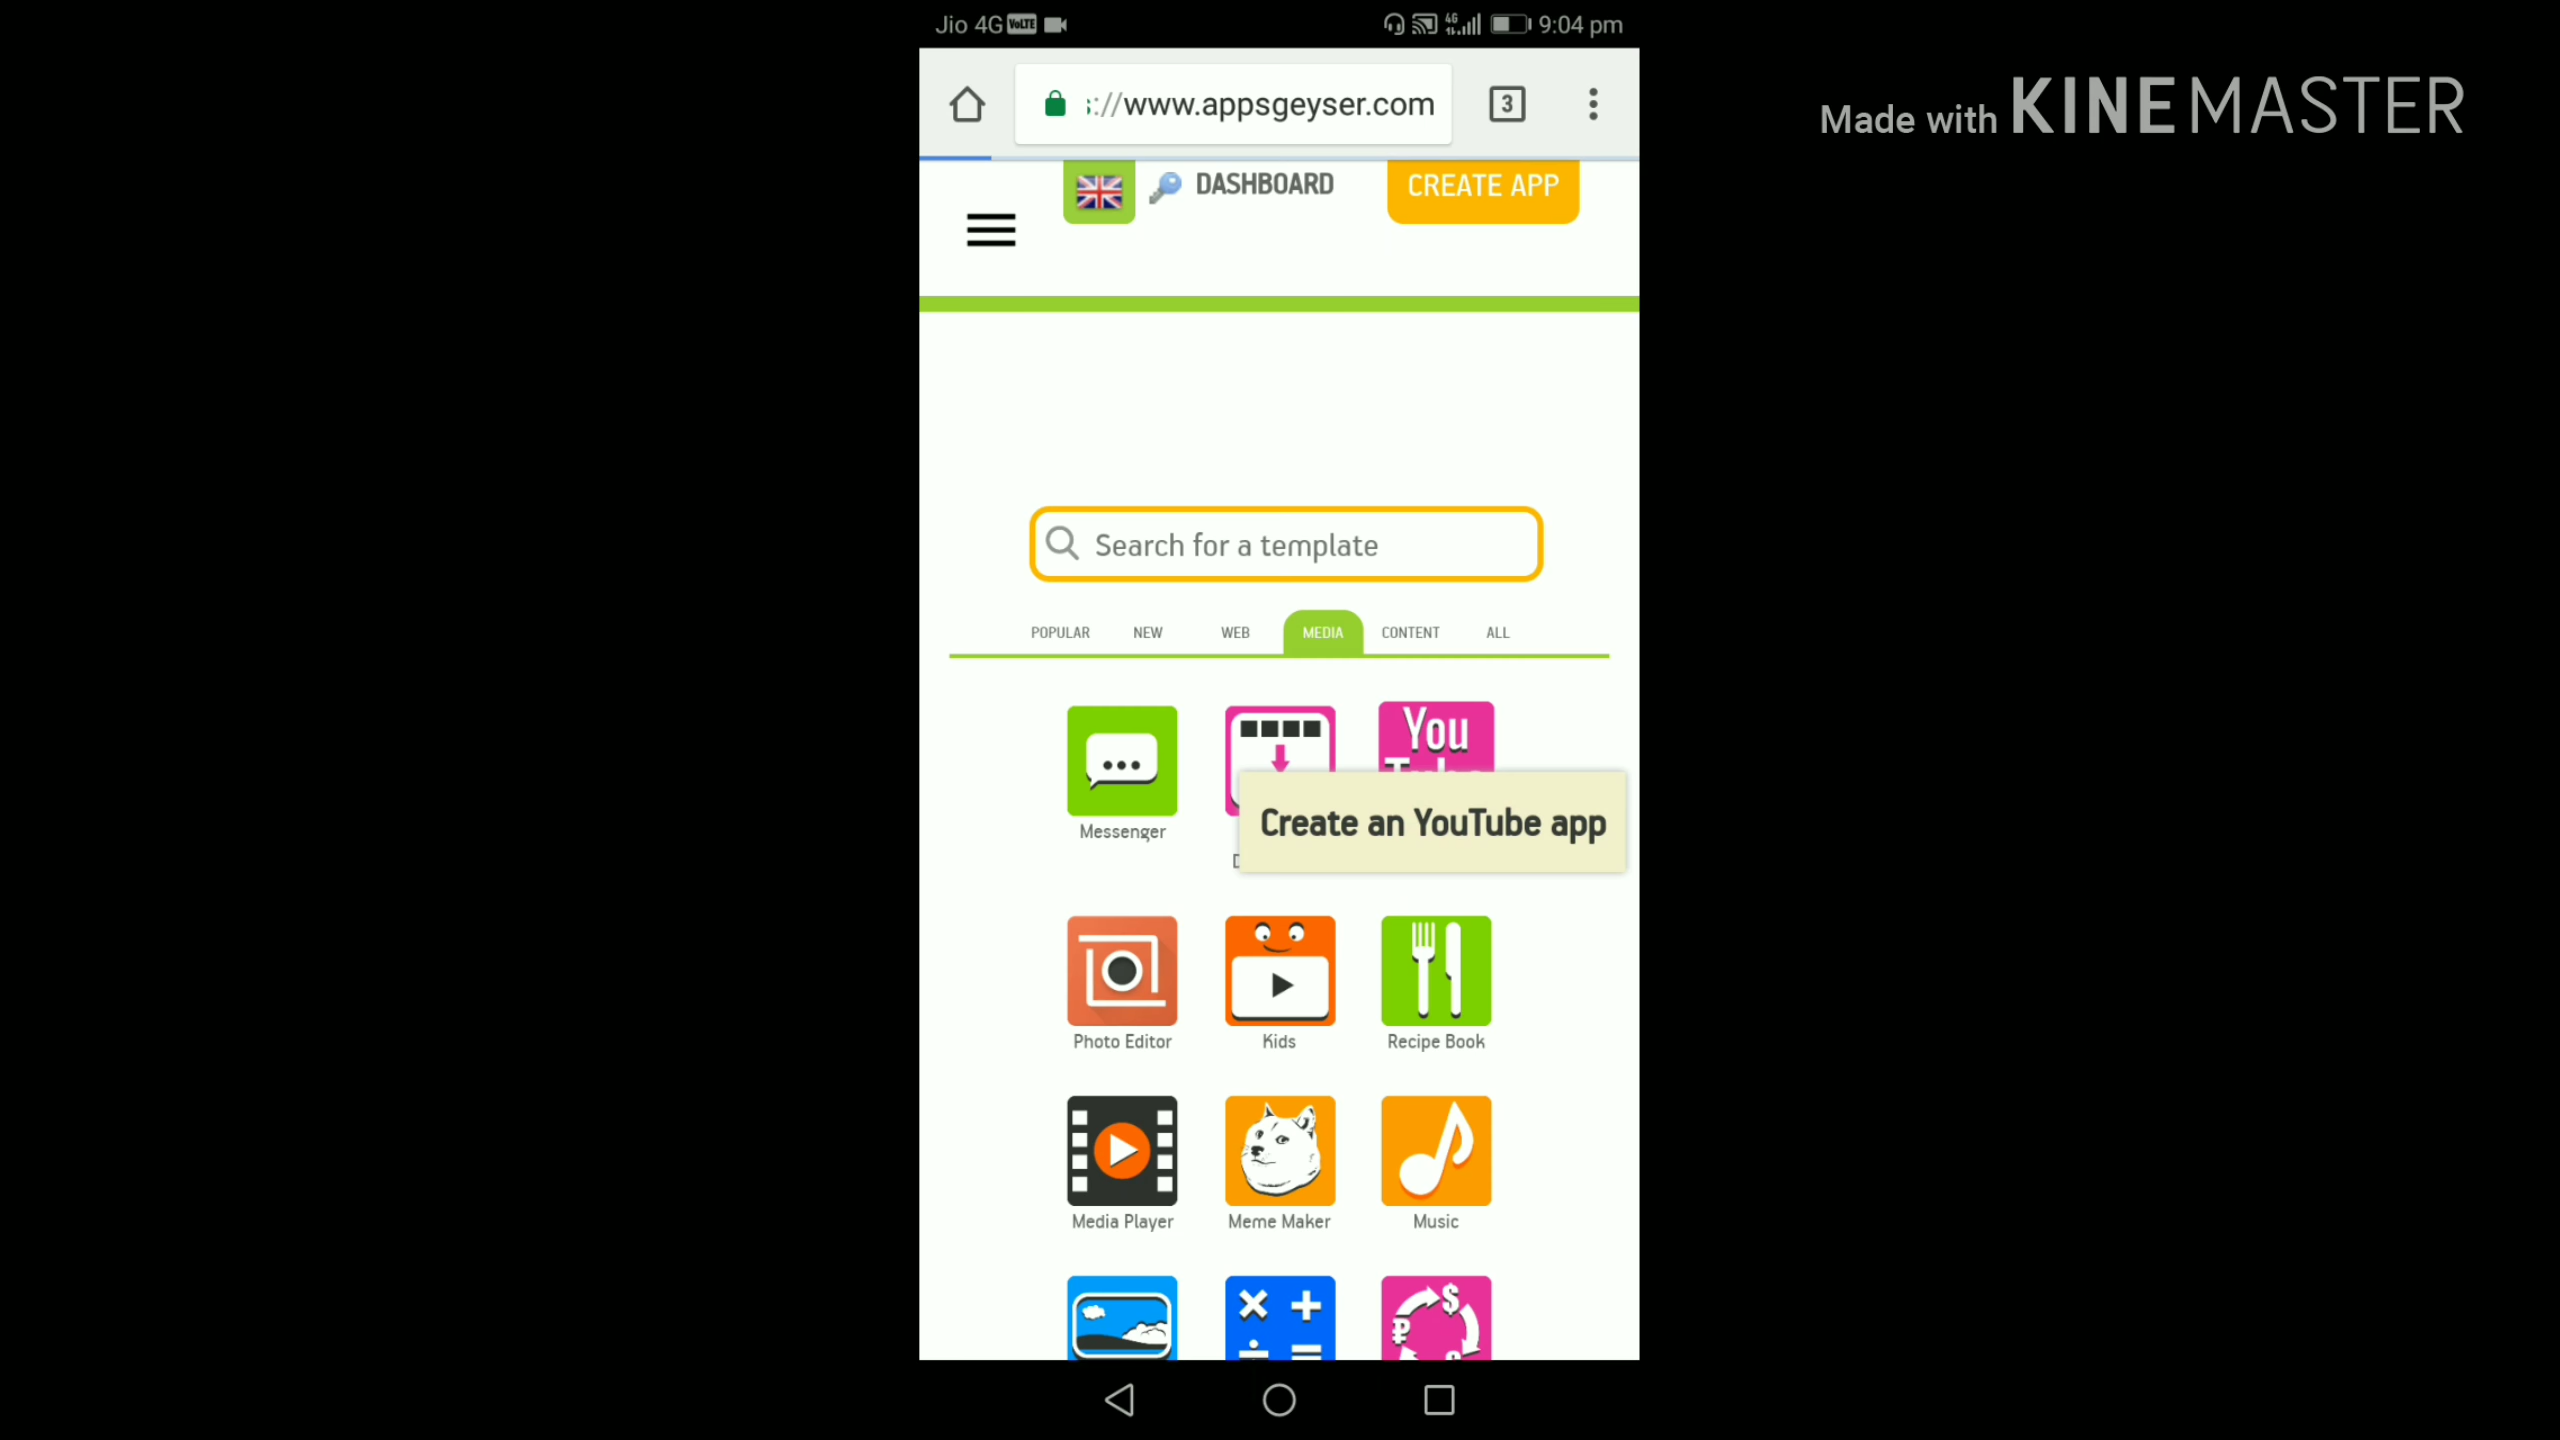 Jio 4G VoLTE
4G 9:04 pm
Made with KINEMASTER
://www.appsgeyser.com
3
DASHBOARD
CREATE APP
Search for a template
POPULAR NEW WEB MEDIA CONTENT ALL
You
Create an YouTube app
Messenger
Photo Editor Kids Recipe Book
Media Player Meme Maker Music